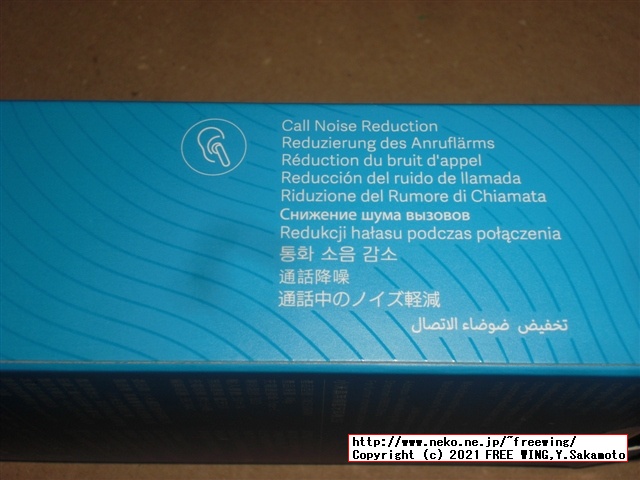 Call Noise Reduction
Reduzierung des Anruflärms
Réduction du bruit d'appel
Reducción del ruido de llamada
Riduzione del Rumore di Chiamata
Снижение шума вызовов
Redukcji hałasu podczas połączenia
통화 소음 감소
通話降噪
通話中のノイズ軽減
تخفيض ضوضاء الاتصال
http://www.neko.ne.jp/~freewing/
Copyright (c) 2021 FREE WING,Y.Sakamoto